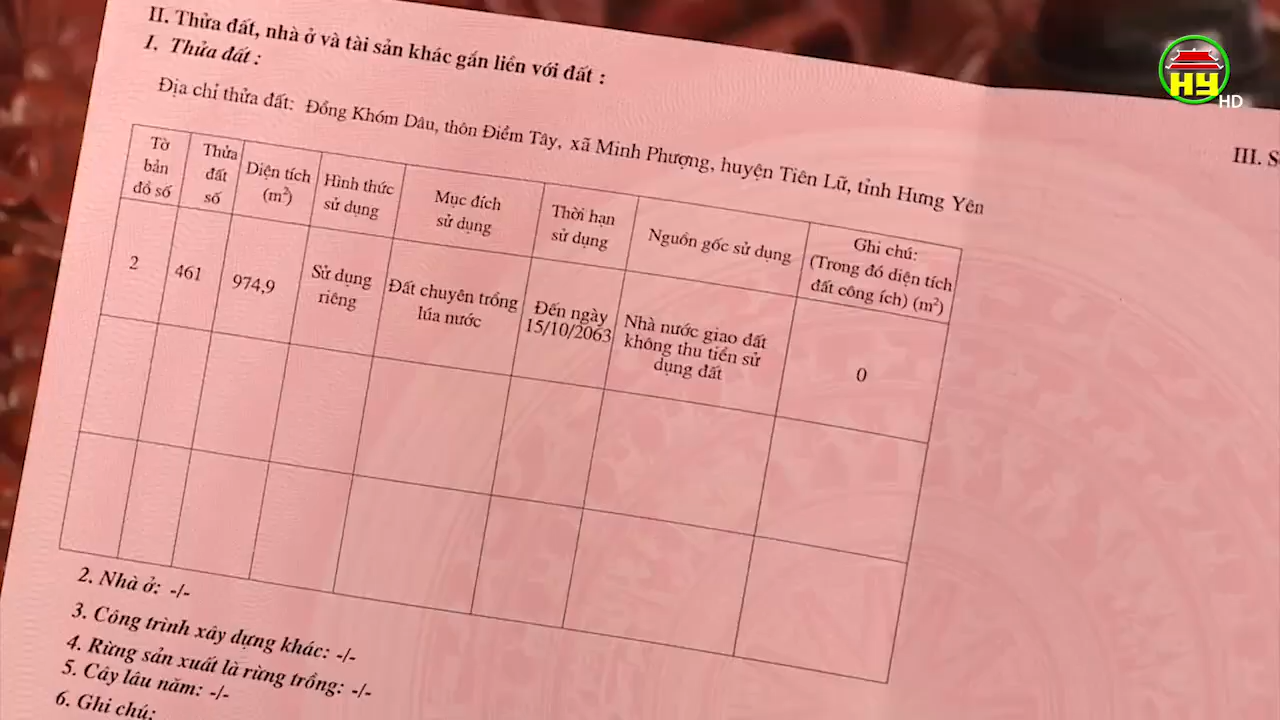 II. Thửa đất, nhà ở và tài sản khác gắn liền với đất :
1. Thửa đất :
Địa chỉ thửa đất: Đồng Khóm Dâu, thôn Điềm Tây, xã Minh Phượng, huyện Tiên Lữ, tỉnh Hưng Yên
Tờ bản đồ số
Thửa đất số
Diện tích (m²)
Hình thức sử dụng
Mục đích sử dụng
Thời hạn sử dụng
Nguồn gốc sử dụng
Ghi chú: (Trong đó diện tích đất công ích) (m²)
2
461
974,9
Sử dụng riêng
Đất chuyên trồng lúa nước
Đến ngày 15/10/2063
Nhà nước giao đất không thu tiền sử dụng đất
0
2. Nhà ở: -/-
3. Công trình xây dựng khác: -/-
4. Rừng sản xuất là rừng trồng: -/-
5. Cây lâu năm: -/-
6. Ghi chú:
III. S
HY HD